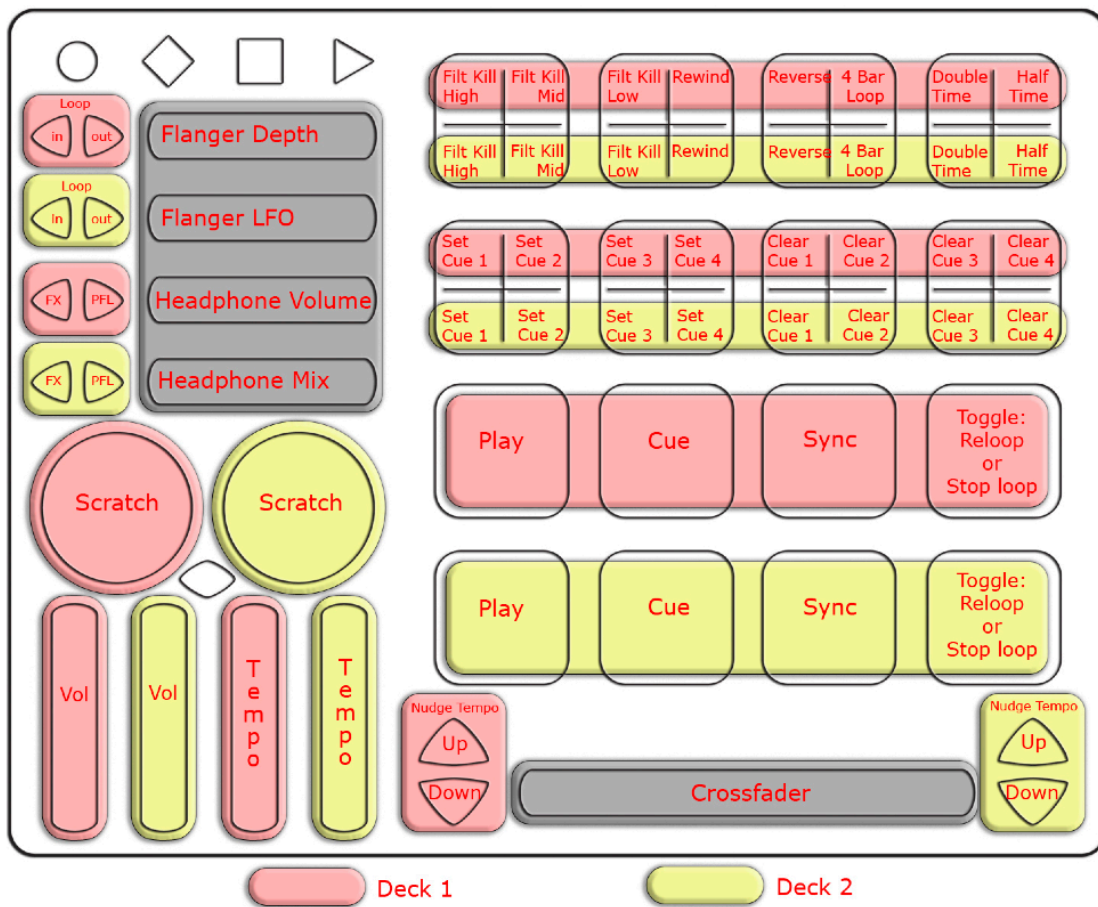 Loop
in
out
Loop
In
out
FX
PFL
FX
PFL
Flanger Depth
Flanger LFO
Headphone Volume
Headphone Mix
Scratch
Scratch
Vol
Vol
Tempo
Tempo
Filt Kill
High
Filt Kill
Mid
Filt Kill
Low
Rewind
Reverse
4 Bar
Loop
Double
Time
Half
Time
Filt Kill
High
Filt Kill
Mid
Filt Kill
Low
Rewind
Reverse
4 Bar
Loop
Double
Time
Half
Time
Set
Cue 1
Set
Cue 2
Set
Cue 3
Set
Cue 4
Clear
Cue 1
Clear
Cue 2
Clear
Cue 3
Clear
Cue 4
Set
Cue 1
Set
Cue 2
Set
Cue 3
Set
Cue 4
Clear
Cue 1
Clear
Cue 2
Clear
Cue 3
Clear
Cue 4
Play
Cue
Sync
Toggle:
Reloop
or
Stop loop
Play
Cue
Sync
Toggle:
Reloop
or
Stop loop
Nudge Tempo
Up
Down
Crossfader
Nudge Tempo
Up
Down
Deck 1
Deck 2